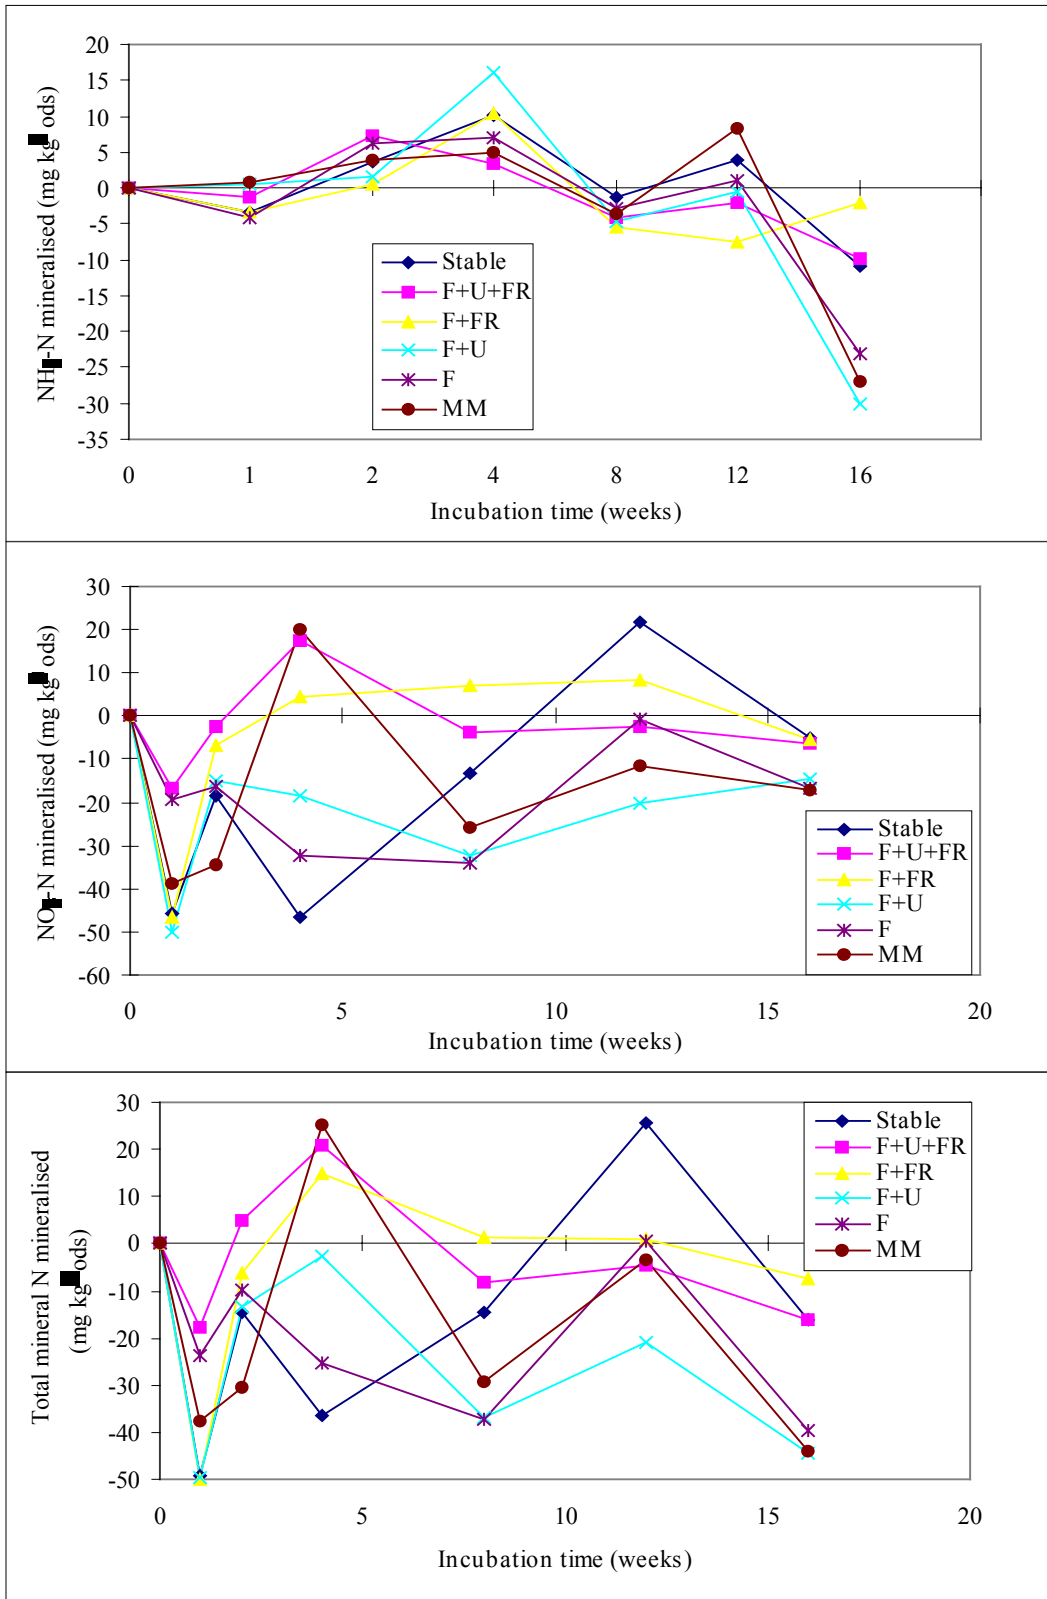 NH-N mineralised (mg kg ods)
20
15
10
5
0
-5
-10
-15
-20
-25
-30
-35
Stable
F+U+FR
F+FR
F+U
F
MM
0 1 2 4 8 12 16
Incubation time (weeks)
NO-N mineralised (mg kg ods)
30
20
10
0
-10
-20
-30
-40
-50
-60
Stable
F+U+FR
F+FR
F+U
F
MM
0 5 10 15 20
Incubation time (weeks)
Total mineral N mineralised
(mg kg ods)
30
20
10
0
-10
-20
-30
-40
-50
Stable
F+U+FR
F+FR
F+U
F
MM
0 5 10 15 20
Incubation time (weeks)